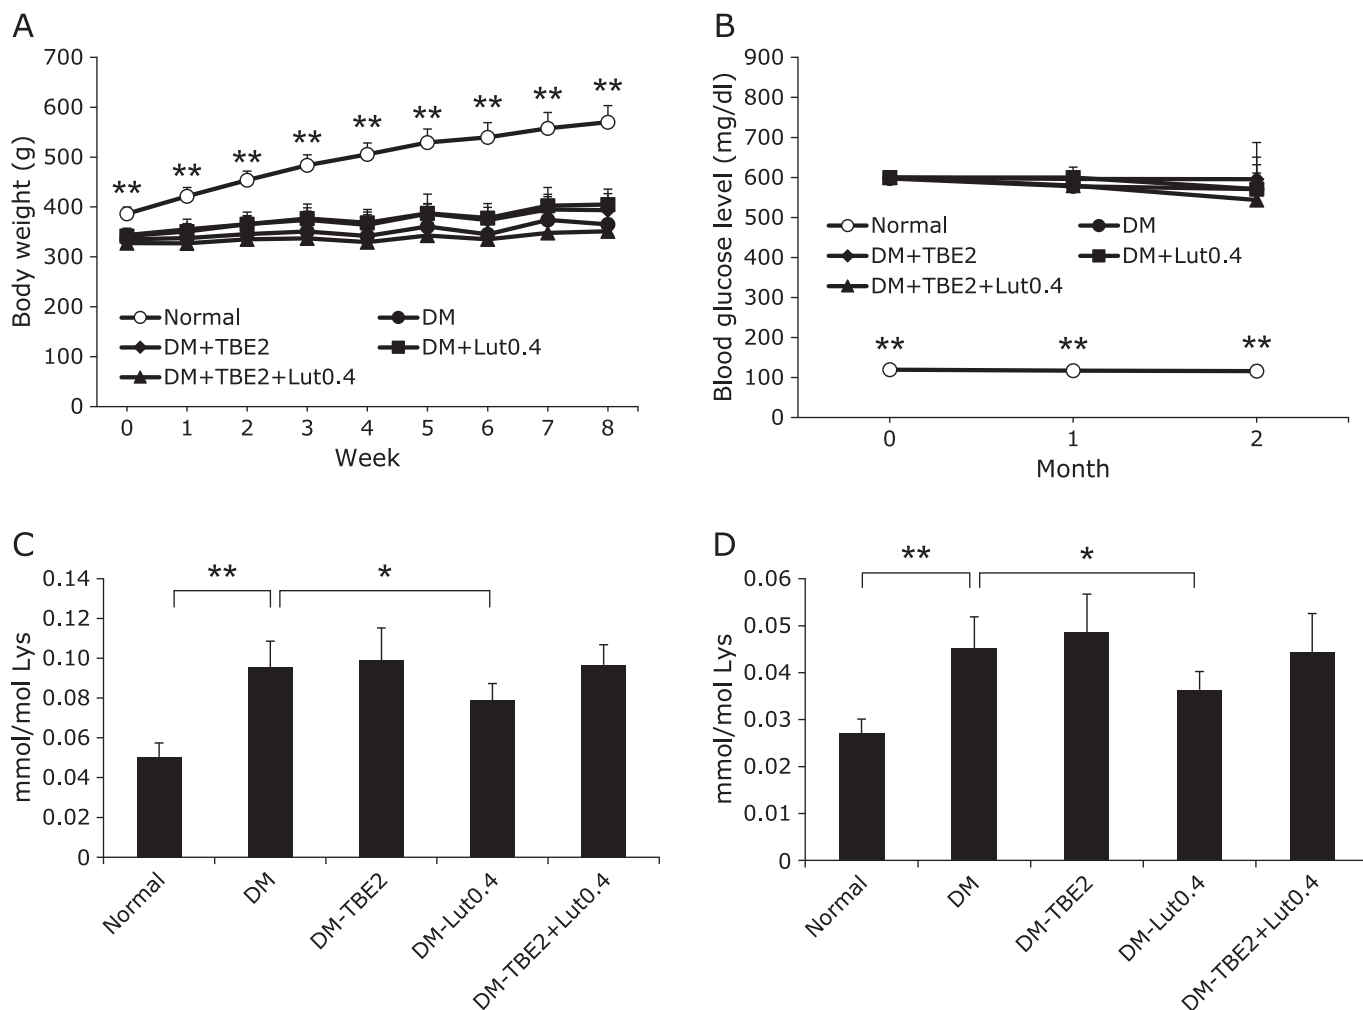 A
700
600
500
400
300
200
100
0
Body weight (g)
** ** ** ** ** ** ** ** **
Normal DM
DM+TBE2 DM+Lut0.4
DM+TBE2+Lut0.4
0 1 2 3 4 5 6 7 8
Week
B
900
800
700
600
500
400
300
200
100
0
Blood glucose level (mg/dl)
Normal DM
DM+TBE2 DM+Lut0.4
DM+TBE2+Lut0.4
** ** **
0 1 2
Month
C
0.14
0.12
0.10
0.08
0.06
0.04
0.02
0
mmol/mol Lys
** *
Normal
DM
DM-TBE2
DM-Lut0.4
DM-TBE2+Lut0.4
D
0.06
0.05
0.04
0.03
0.02
0.01
0
mmol/mol Lys
** *
Normal
DM
DM-TBE2
DM-Lut0.4
DM-TBE2+Lut0.4